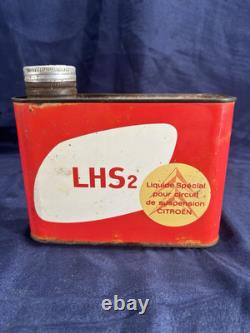 LHS2
Liquide Spécial
pour circuit
de suspension
CITROËN
ebay